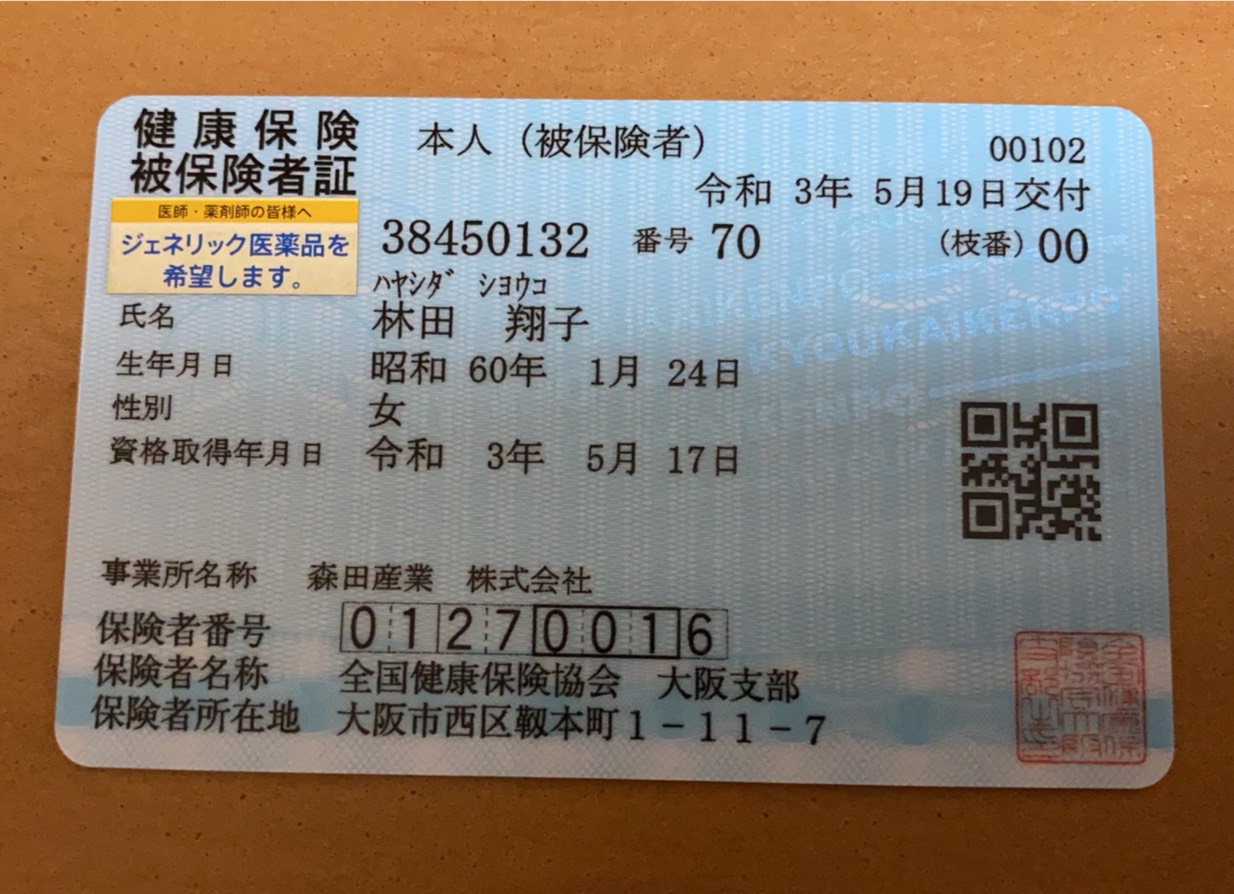 健康保険
被保険者証
本人（被保険者）
00102
令和 3年 5月19日交付
医師・薬剤師の皆様へ
ジェネリック医薬品を
希望します。
38450132 番号 70 （枝番）00
ﾊﾔｼﾀﾞ ｼﾖｳｺ
氏名 林田 翔子
生年月日 昭和 60年 1月 24日
性別 女
資格取得年月日 令和 3年 5月 17日
KYOUKAIKENPO
事業所名称 森田産業 株式会社
保険者番号 01270016
保険者名称 全国健康保険協会 大阪支部
保険者所在地 大阪市西区靱本町1－11－7